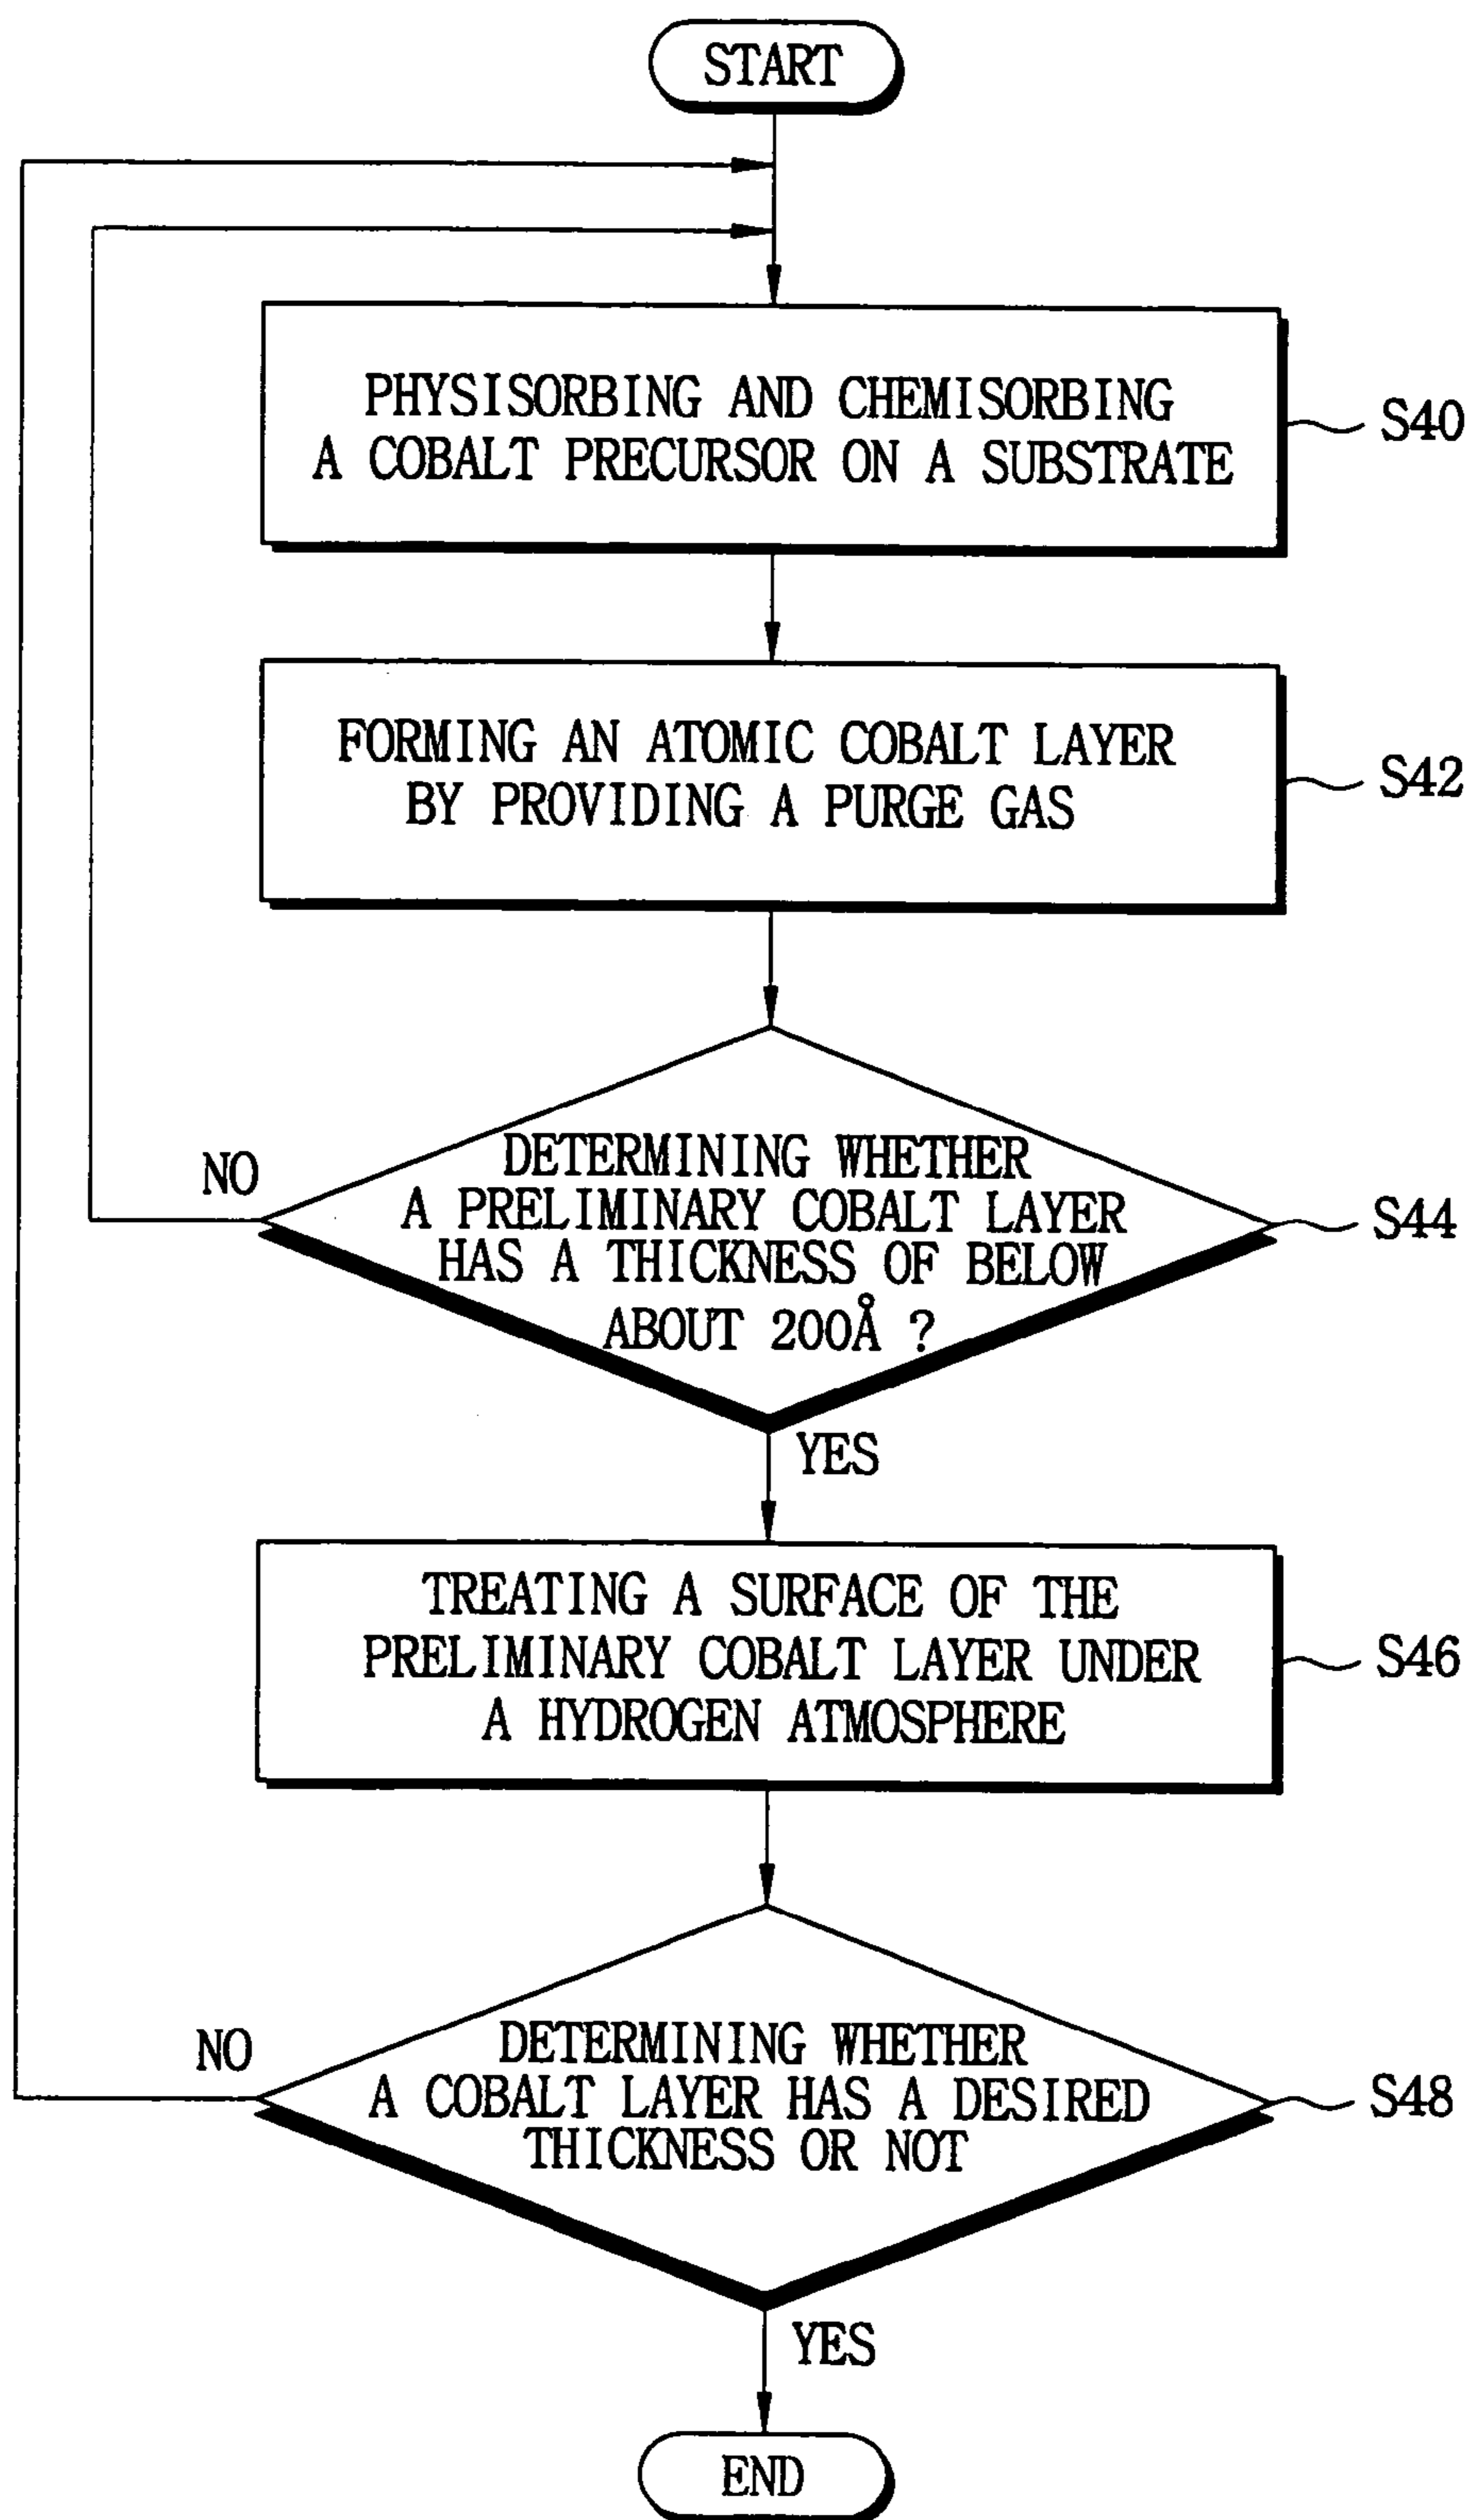 START
PHYSISORBING AND CHEMISORBING
A COBALT PRECURSOR ON A SUBSTRATE
S40
FORMING AN ATOMIC COBALT LAYER
BY PROVIDING A PURGE GAS
S42
DETERMINING WHETHER
A PRELIMINARY COBALT LAYER
HAS A THICKNESS OF BELOW
ABOUT 200Å ?
NO
S44
YES
TREATING A SURFACE OF THE
PRELIMINARY COBALT LAYER UNDER
A HYDROGEN ATMOSPHERE
S46
DETERMINING WHETHER
A COBALT LAYER HAS A DESIRED
THICKNESS OR NOT
NO
S48
YES
END